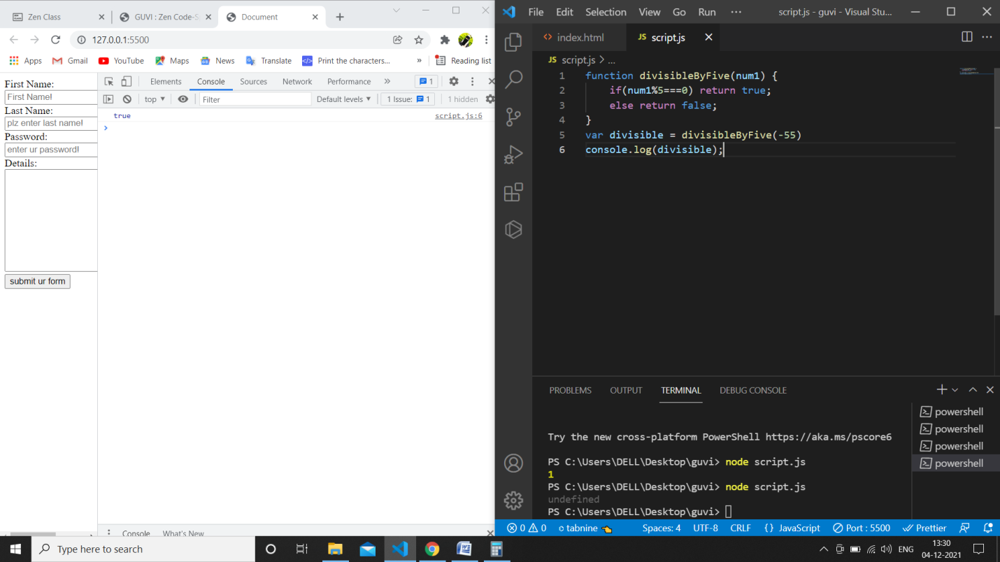 Zen Class
GUVI : Zen Code-S
Document
127.0.0.1:5500
Apps
Gmail
YouTube
Maps
News
Translate
Print the characters...
»
Reading list
First Name:
First Name!
Last Name:
plz enter last name!
Password:
enter ur password!
Details:
submit ur form
Elements
Console
Sources
Network
Performance
»
1
top ▼
Filter
Default levels ▼
1 Issue: 1
1 hidden
true
script.js:6
Console
What's New
File Edit Selection View Go Run ···
script.js - guvi - Visual Stu...
<> index.html
JS script.js
JS script.js > ...
1 function divisibleByFive(num1) {
2 if(num1%5===0) return true;
3 else return false;
4 }
5 var divisible = divisibleByFive(-55)
6 console.log(divisible);
PROBLEMS OUTPUT TERMINAL DEBUG CONSOLE
Try the new cross-platform PowerShell https://aka.ms/pscore6
PS C:\Users\DELL\Desktop\guvi> node script.js
1
PS C:\Users\DELL\Desktop\guvi> node script.js
undefined
PS C:\Users\DELL\Desktop\guvi>
powershell
powershell
powershell
powershell
0 0
tabnine
Spaces: 4
UTF-8
CRLF
{ } JavaScript
Port : 5500
Prettier
Type here to search
ENG
13:30
04-12-2021